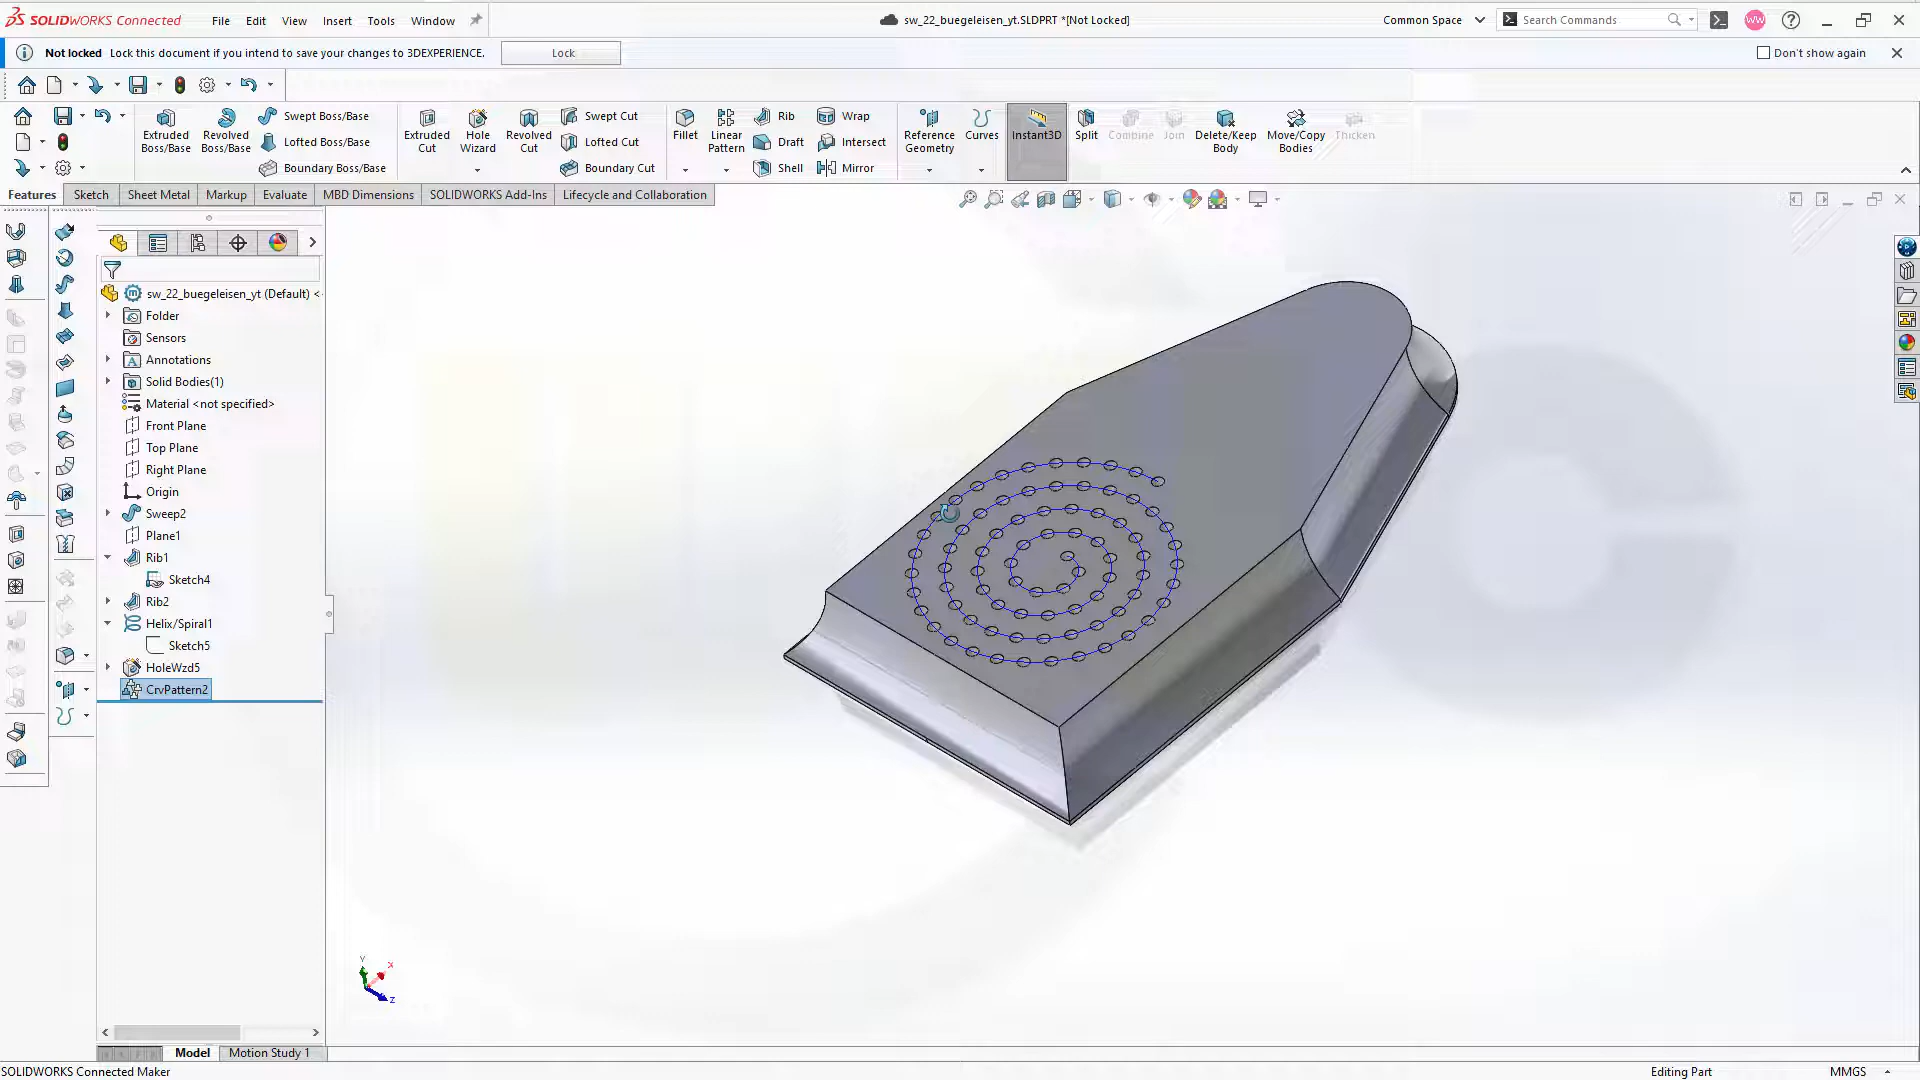 SOLIDWORKS Connected
File Edit View Insert Tools Window
sw_22_buegeleisen_yt.SLDPRT *[Not Locked]
Common Space
Search Commands
WW
Not locked Lock this document if you intend to save your changes to 3DEXPERIENCE.
Lock
Don't show again
Extruded Boss/Base
Revolved Boss/Base
Swept Boss/Base
Lofted Boss/Base
Boundary Boss/Base
Extruded Cut
Hole Wizard
Revolved Cut
Swept Cut
Lofted Cut
Boundary Cut
Fillet
Linear Pattern
Rib
Draft
Shell
Wrap
Intersect
Mirror
Reference Geometry
Curves
Instant3D
Split
Combine
Join
Delete/Keep Body
Move/Copy Bodies
Thicken
Features Sketch Sheet Metal Markup Evaluate MBD Dimensions SOLIDWORKS Add-Ins Lifecycle and Collaboration
sw_22_buegeleisen_yt (Default) <
Folder
Sensors
Annotations
Solid Bodies(1)
Material <not specified>
Front Plane
Top Plane
Right Plane
Origin
Sweep2
Plane1
Rib1
Sketch4
Rib2
Helix/Spiral1
Sketch5
HoleWzd5
CrvPattern2
Y
X
Z
Model Motion Study 1
SOLIDWORKS Connected Maker
Editing Part
MMGS